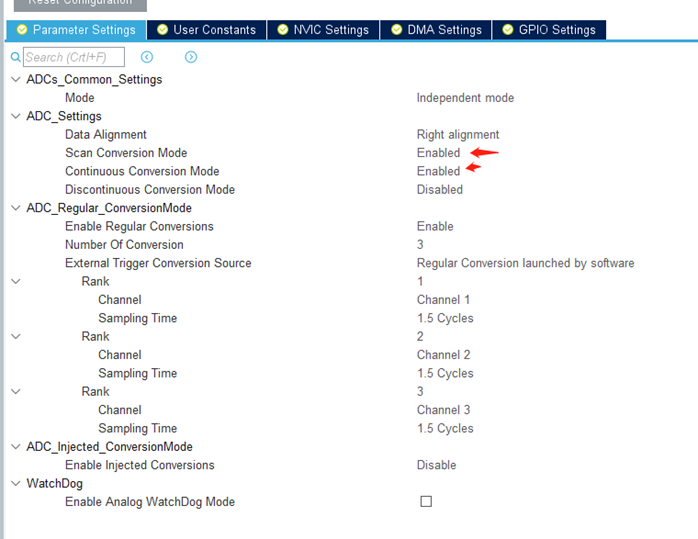 Reset Configuration
Parameter Settings User Constants NVIC Settings DMA Settings GPIO Settings
Search (CrtI+F)
ADCs_Common_Settings
Mode Independent mode
ADC_Settings
Data Alignment Right alignment
Scan Conversion Mode Enabled
Continuous Conversion Mode Enabled
Discontinuous Conversion Mode Disabled
ADC_Regular_ConversionMode
Enable Regular Conversions Enable
Number Of Conversion 3
External Trigger Conversion Source Regular Conversion launched by software
Rank 1
Channel Channel 1
Sampling Time 1.5 Cycles
Rank 2
Channel Channel 2
Sampling Time 1.5 Cycles
Rank 3
Channel Channel 3
Sampling Time 1.5 Cycles
ADC_Injected_ConversionMode
Enable Injected Conversions Disable
WatchDog
Enable Analog WatchDog Mode